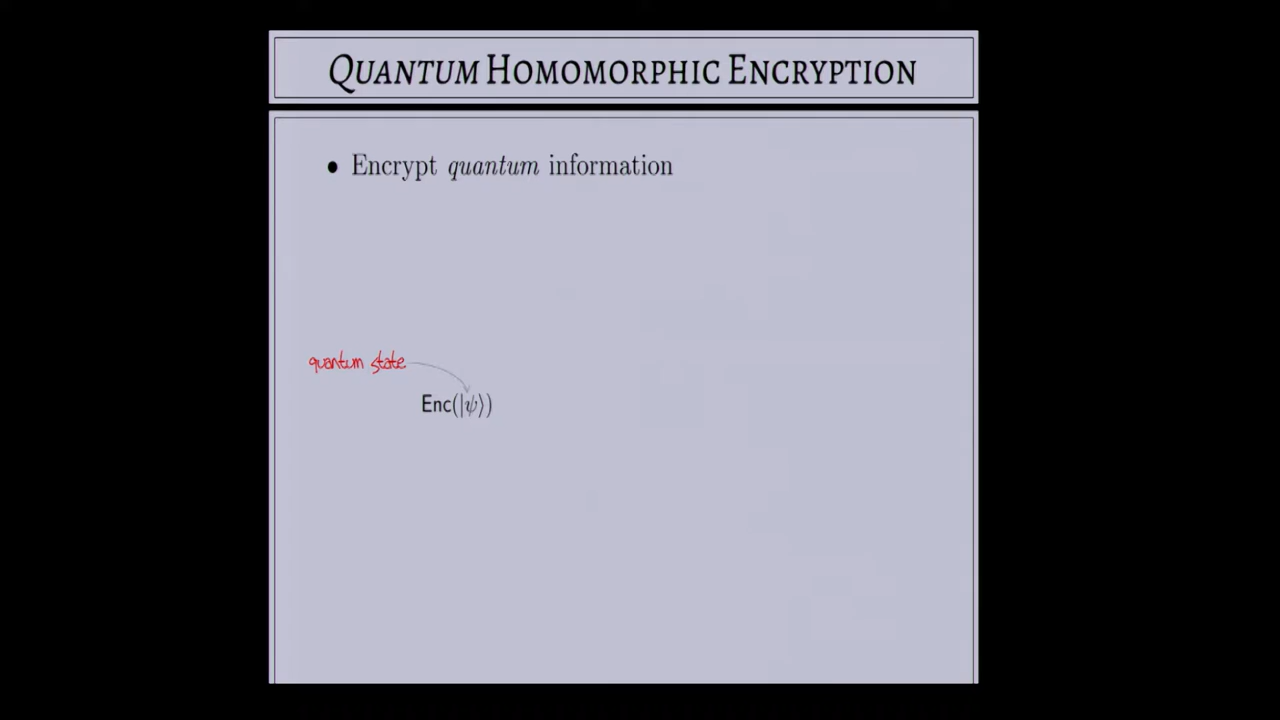 QUANTUM HOMOMORPHIC ENCRYPTION
• Encrypt quantum information
quantum state
Enc(|ψ⟩)